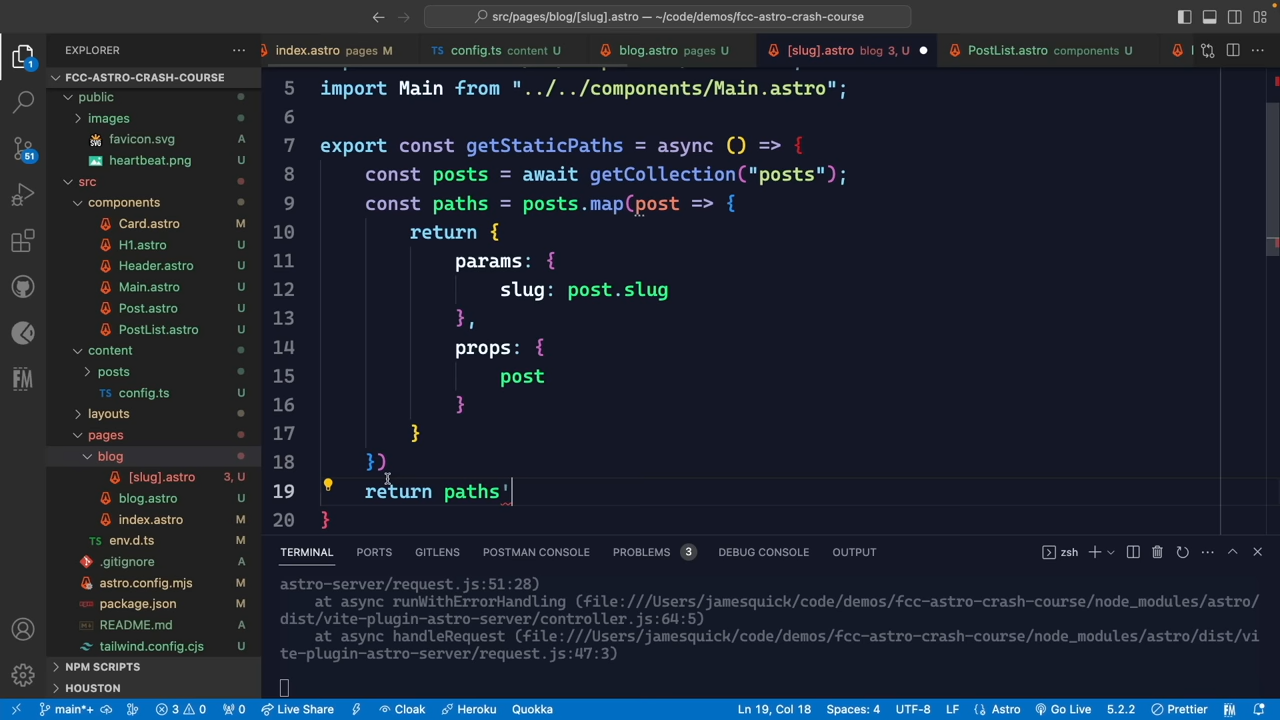 src/pages/blog/[slug].astro — ~/code/demos/fcc-astro-crash-course
EXPLORER
index.astro pages M
config.ts content U
blog.astro pages U
[slug].astro blog 3, U
PostList.astro components U
FCC-ASTRO-CRASH-COURSE
public
images
favicon.svg A
heartbeat.png A
src
components
Card.astro M
H1.astro U
Header.astro U
Main.astro U
Post.astro U
PostList.astro U
content
posts
config.ts U
layouts
pages
blog
[slug].astro 3, U
blog.astro U
index.astro M
env.d.ts U
.gitignore A
astro.config.mjs M
package.json M
README.md A
tailwind.config.cjs U
NPM SCRIPTS
HOUSTON
5 import Main from "../../components/Main.astro";
6
7 export const getStaticPaths = async () => {
8 const posts = await getCollection("posts");
9 const paths = posts.map(post => {
10 return {
11 params: {
12 slug: post.slug
13 },
14 props: {
15 post
16 }
17 }
18 })
19 return paths'
20 }
TERMINAL PORTS GITLENS POSTMAN CONSOLE PROBLEMS 3 DEBUG CONSOLE OUTPUT zsh
astro-server/request.js:51:28)
at async runWithErrorHandling (file:///Users/jamesquick/code/demos/fcc-astro-crash-course/node_modules/astro/
dist/vite-plugin-astro-server/controller.js:64:5)
at async handleRequest (file:///Users/jamesquick/code/demos/fcc-astro-crash-course/node_modules/astro/dist/vi
te-plugin-astro-server/request.js:47:3)
1
51
FM
main*+ 3 0 0 Live Share Cloak Heroku Quokka Ln 19, Col 18 Spaces: 4 UTF-8 LF {} Astro Go Live 5.2.2 Prettier FM